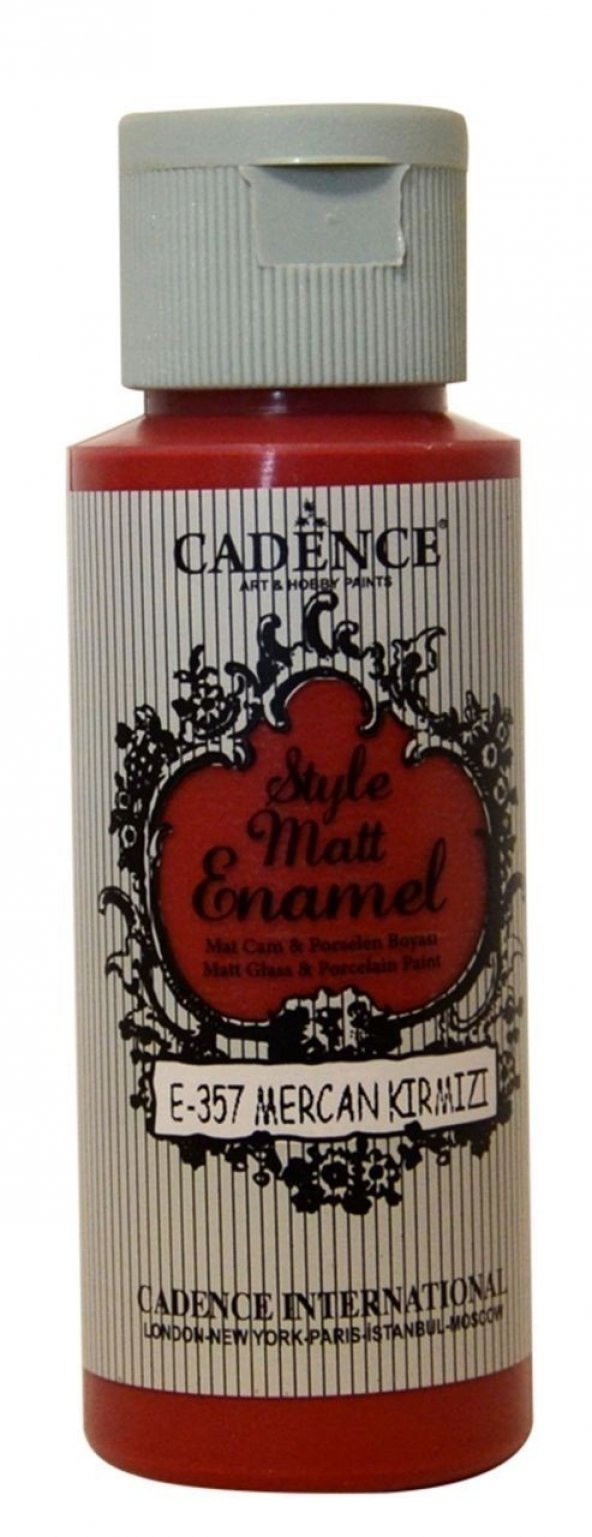 CADENCE®
ART & HOBBY PAINTS
Style
Matt
Enamel
Mat Cam & Porselen Boyası
Matt Glass & Porcelain Paint
E-357 MERCAN KIRMIZI
CADENCE INTERNATIONAL
LONDON-NEW YORK-PARIS-İSTANBUL-MOSCOW